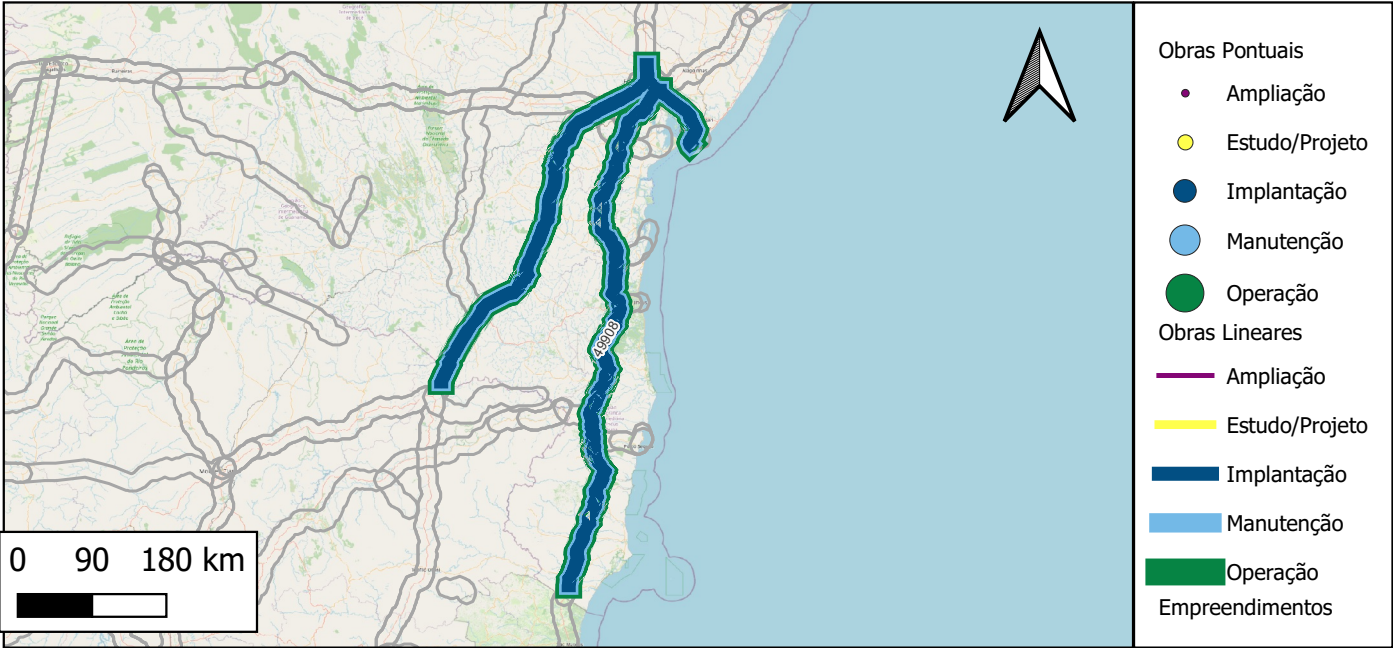 49908
0 90 180 km
Obras Pontuais
Ampliação
Estudo/Projeto
Implantação
Manutenção
Operação
Obras Lineares
Ampliação
Estudo/Projeto
Implantação
Manutenção
Operação
Empreendimentos